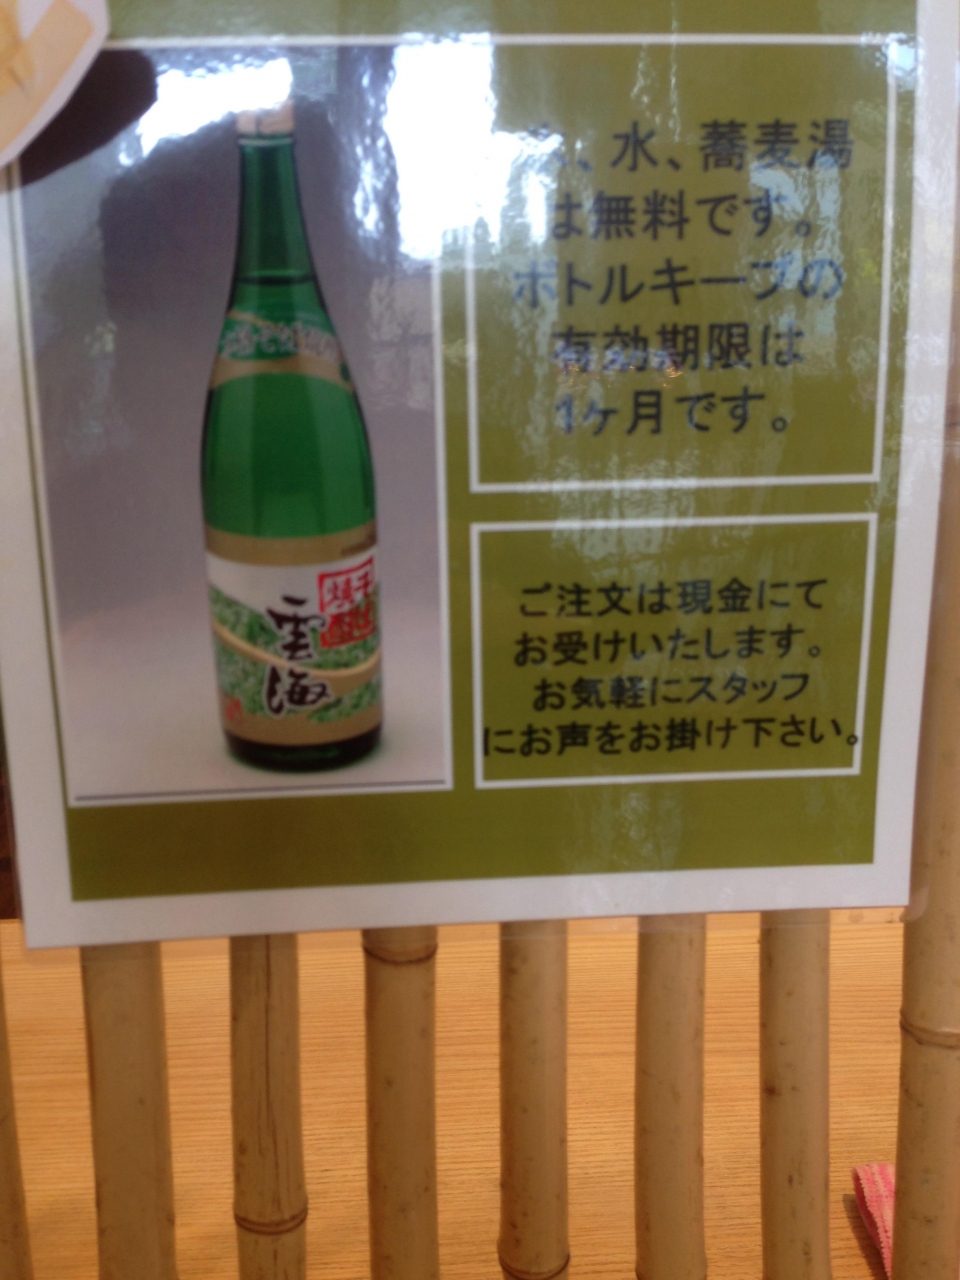 雲海
、水、蕎麦湯
は無料です。
ボトルキープの
有効期限は
1ヶ月です。
ご注文は現金にて
お受けいたします。
お気軽にスタッフ
にお声をお掛け下さい。